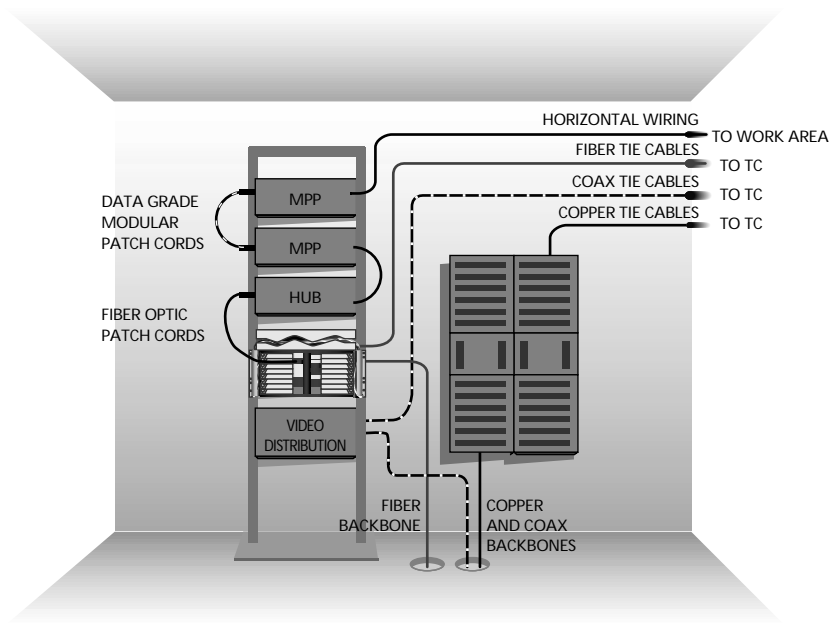 HORIZONTAL WIRING
TO WORK AREA
FIBER TIE CABLES
TO TC
COAX TIE CABLES
TO TC
COPPER TIE CABLES
TO TC
DATA GRADE
MODULAR
PATCH CORDS
MPP
MPP
HUB
FIBER OPTIC
PATCH CORDS
VIDEO
DISTRIBUTION
FIBER
BACKBONE
COPPER
AND COAX
BACKBONES